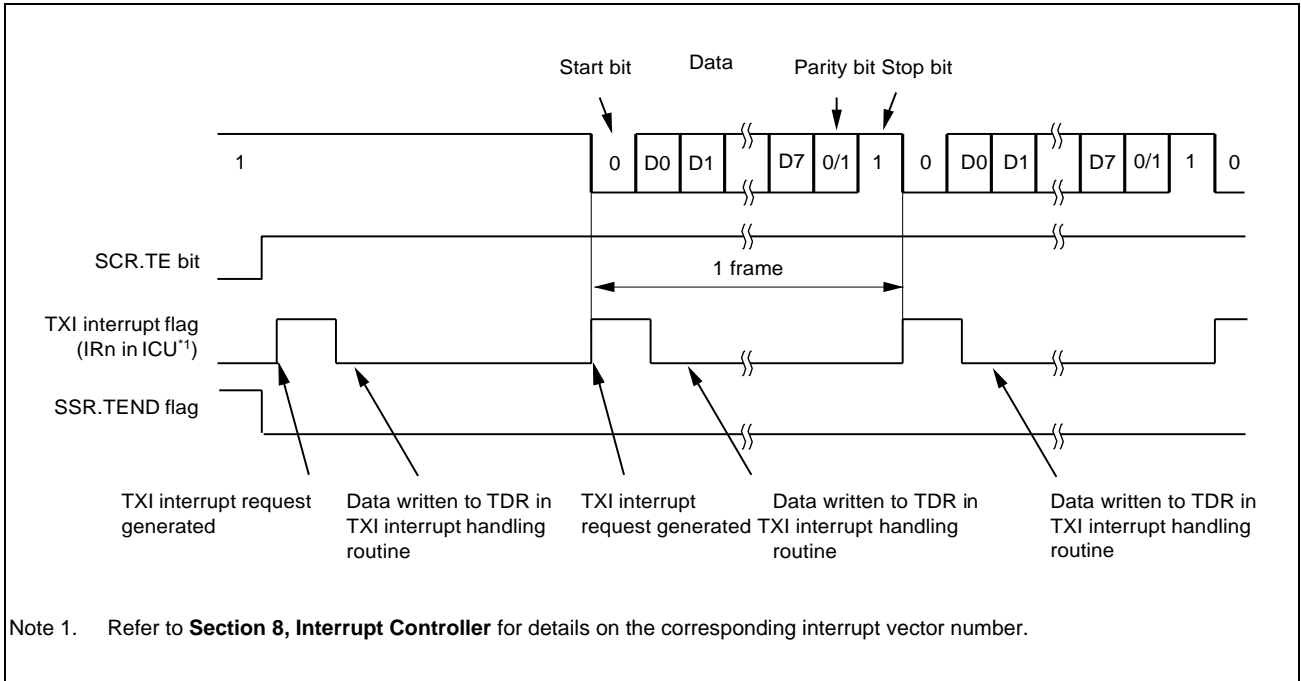 Start bit Data Parity bit Stop bit
1 0 D0 D1 D7 0/1 1 0 D0 D1 D7 0/1 1 0
SCR.TE bit
1 frame
TXI interrupt flag
(IRn in ICU*1)
SSR.TEND flag
TXI interrupt request
generated
Data written to TDR in
TXI interrupt handling
routine
TXI interrupt
request generated
Data written to TDR in
TXI interrupt handling
routine
Data written to TDR in
TXI interrupt handling
routine
Note 1. Refer to Section 8, Interrupt Controller for details on the corresponding interrupt vector number.